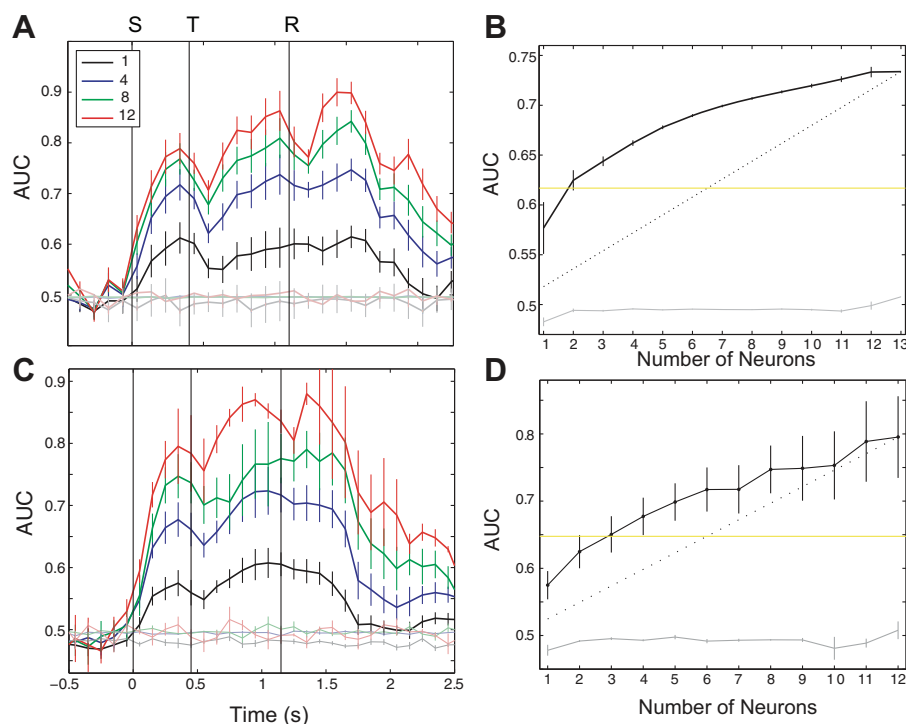 S T R
A
1
4
8
12
AUC
0.9
0.8
0.7
0.6
0.5
B
0.75
0.7
0.65
0.6
0.55
0.5
AUC
1 2 3 4 5 6 7 8 9 10 11 12 13
Number of Neurons
C
AUC
0.9
0.8
0.7
0.6
0.5
−0.5 0 0.5 1 1.5 2 2.5
Time (s)
D
AUC
0.8
0.7
0.6
0.5
1 2 3 4 5 6 7 8 9 10 11 12
Number of Neurons